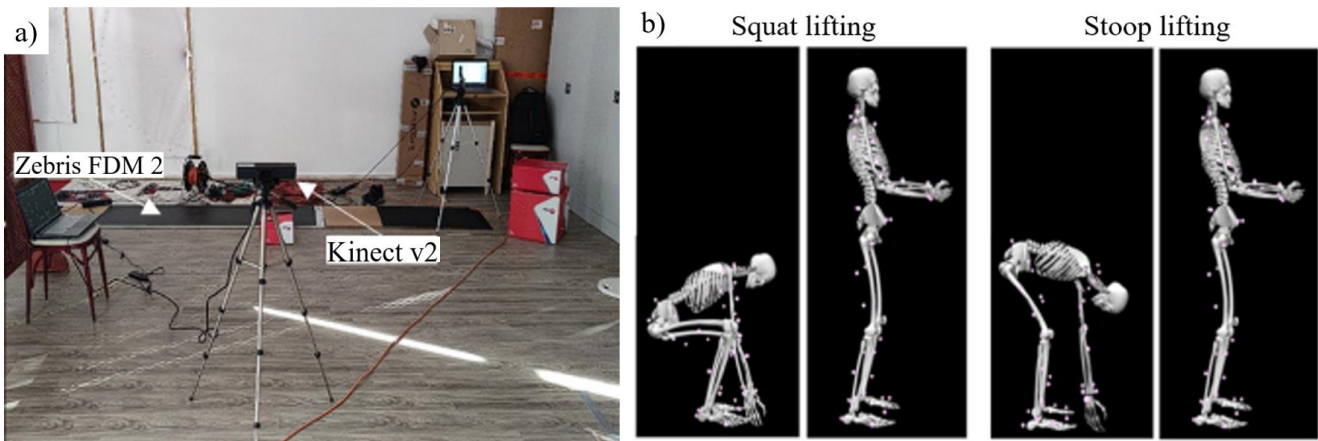 a)
Zebris FDM 2
Kinect v2
b)
Squat lifting
Stoop lifting